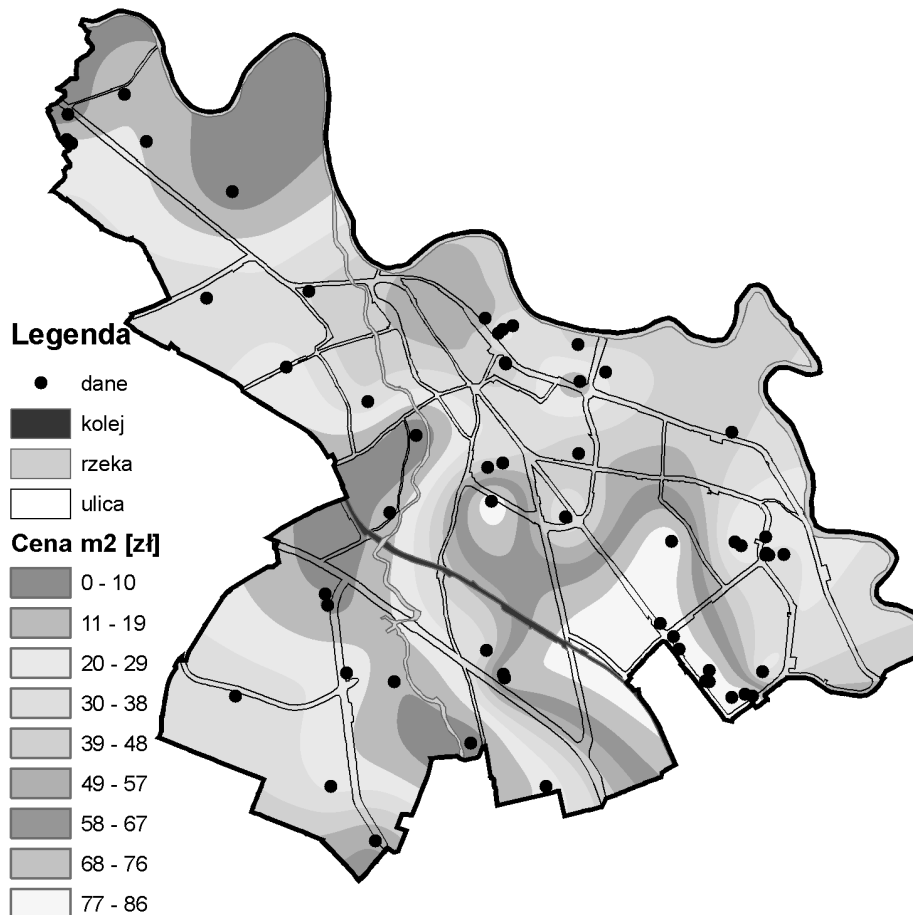 Legenda
dane
kolej
rzeka
ulica
Cena m2 [zł]
0 - 10
11 - 19
20 - 29
30 - 38
39 - 48
49 - 57
58 - 67
68 - 76
77 - 86